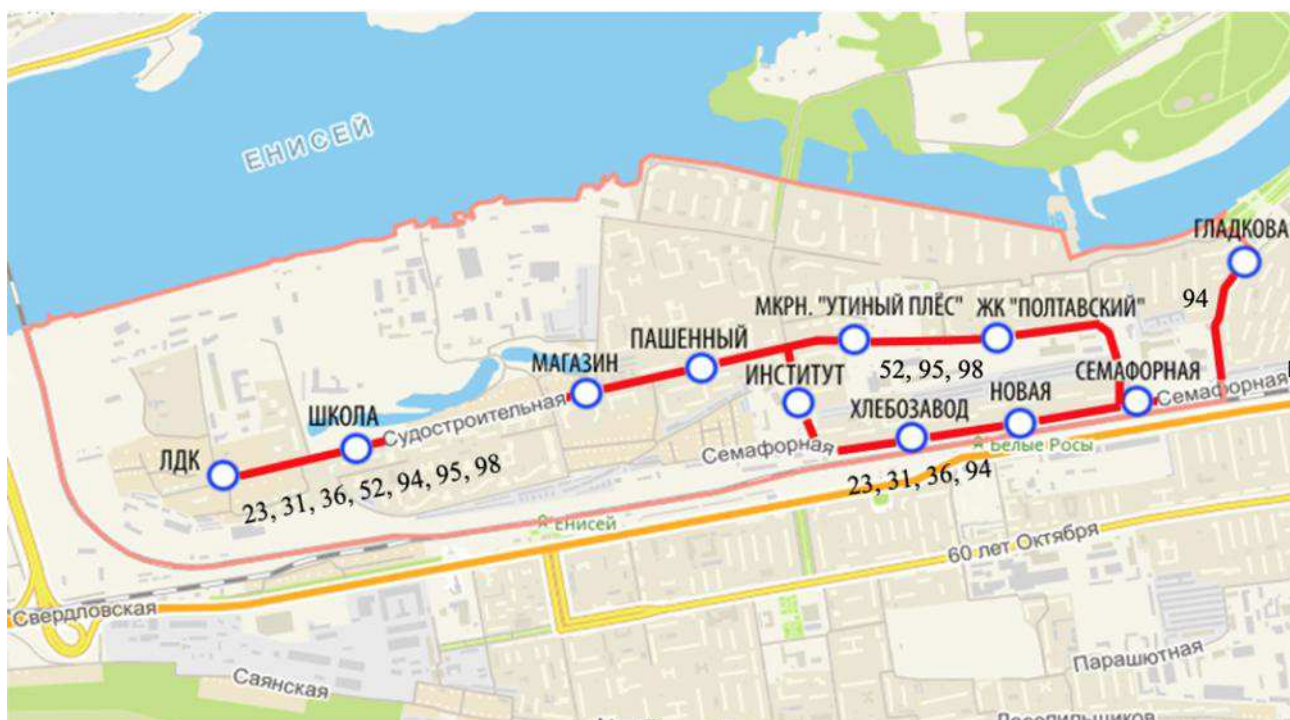 ЕНИСЕЙ
ГЛАДКОВА
94
МКРН. "УТИНЫЙ ПЛЁС"
ЖК "ПОЛТАВСКИЙ"
ПАШЕННЫЙ
52, 95, 98
МАГАЗИН
ИНСТИТУТ
СЕМАФОРНАЯ
НОВАЯ
Семафорная
ХЛЕБОЗАВОД
ШКОЛА
Судостроительная
Семафорная
Белые Росы
ЛДК
23, 31, 36, 52, 94, 95, 98
23, 31, 36, 94
Енисей
60 лет Октября
Свердловская
Парашютная
Саянская